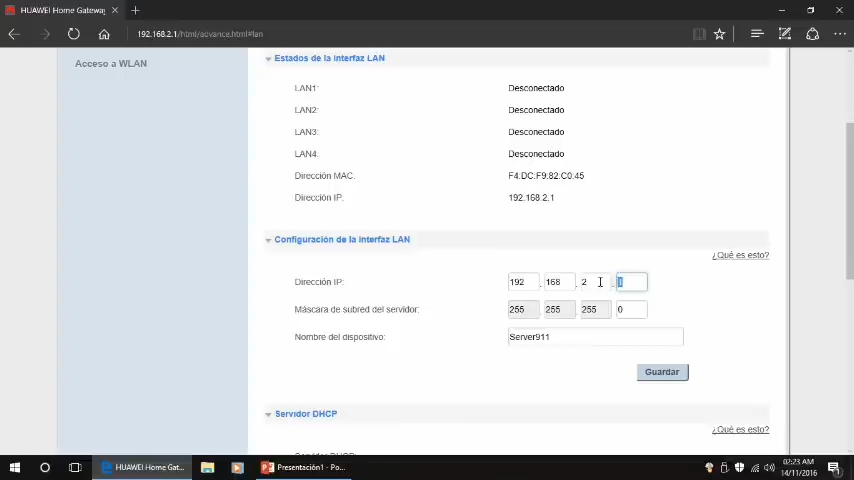 HUAWEI Home Gateway
192.168.2.1/html/advance.html#lan
Acceso a WLAN
Estados de la interfaz LAN
LAN1: Desconectado
LAN2: Desconectado
LAN3: Desconectado
LAN4: Desconectado
Dirección MAC. F4:DC:F9:82:C0:45
Dirección IP: 192.168.2.1
Configuración de la interfaz LAN
¿Qué es esto?
Dirección IP: 192 . 168 . 2 . 1
Máscara de subred del servidor: 255 255 255 0
Nombre del dispositivo: Server911
Guardar
Servidor DHCP
¿Qué es esto?
Servidor DHCP:
HUAWEI Home Gat... Presentación1 - Po... 02:23 AM
14/11/2016